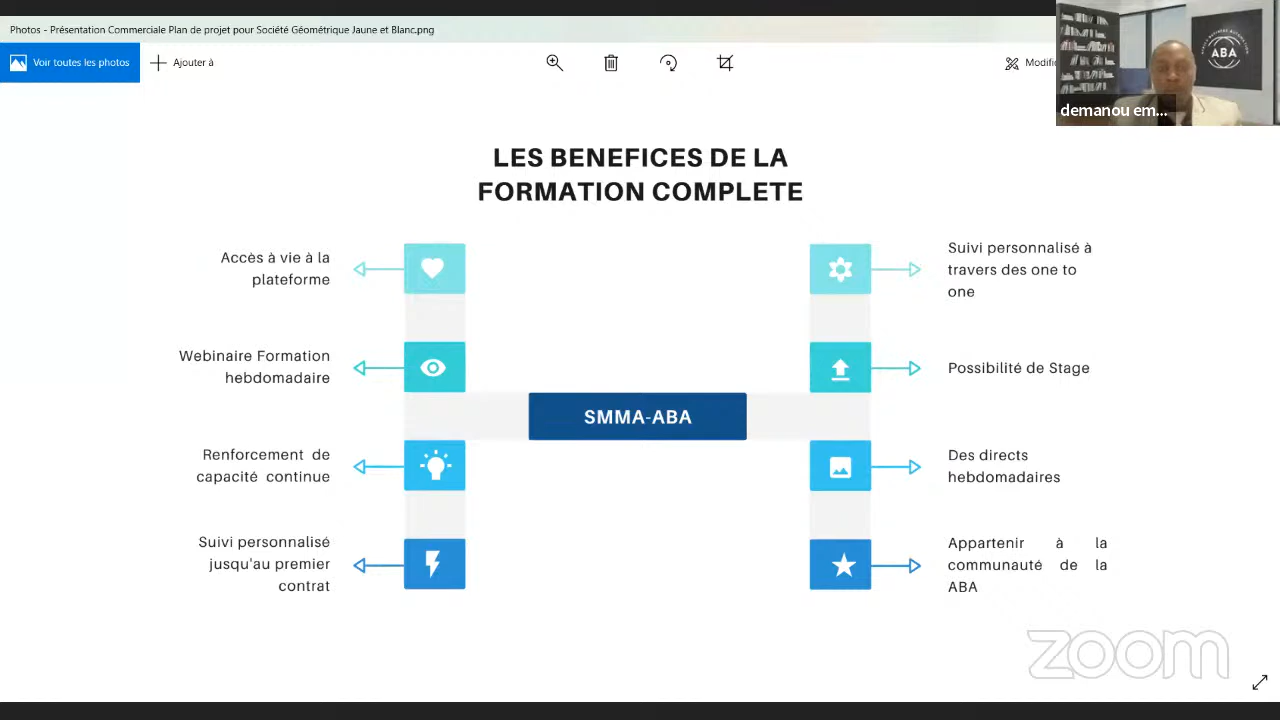 Photos - Présentation Commerciale Plan de projet pour Société Géométrique Jaune et Blanc.png
Voir toutes les photos
Ajouter à
Modifi
ABA
demanou em...
LES BENEFICES DE LA
FORMATION COMPLETE
Accès à vie à la
plateforme
Webinaire Formation
hebdomadaire
Renforcement de
capacité continue
Suivi personnalisé
jusqu'au premier
contrat
SMMA-ABA
Suivi personnalisé à
travers des one to
one
Possibilité de Stage
Des directs
hebdomadaires
Appartenir à la
communauté de la
ABA
zoom